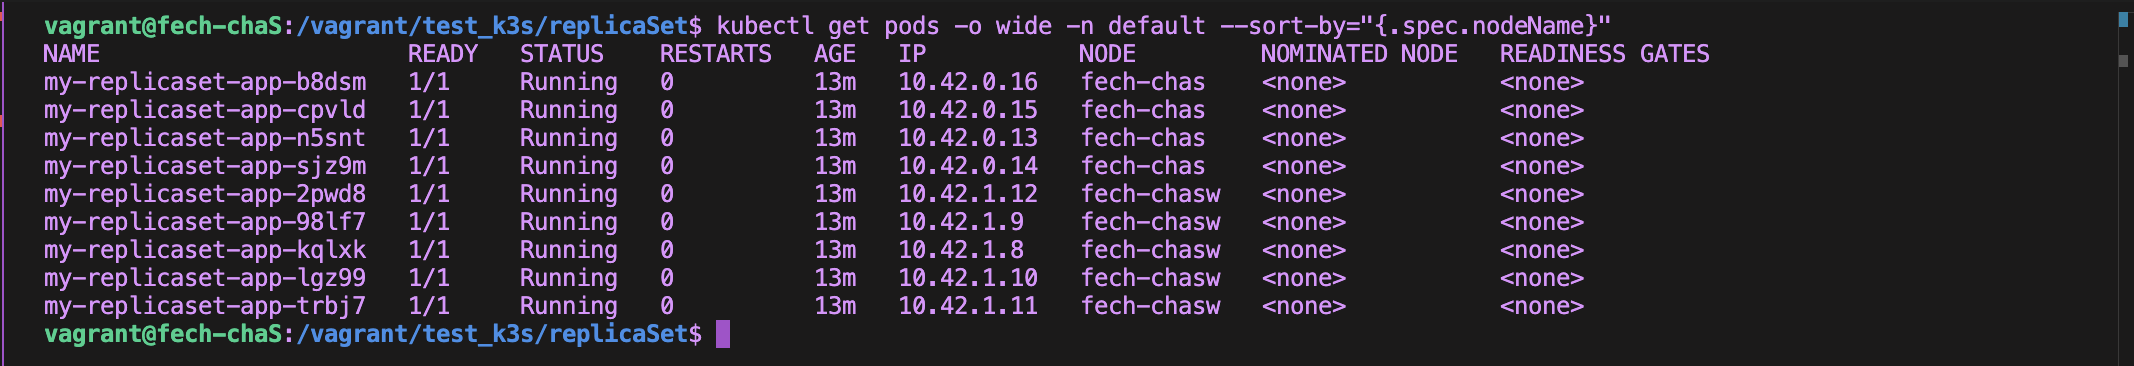 vagrant@fech-chaS:/vagrant/test_k3s/replicaSet$ kubectl get pods -o wide -n default --sort-by="{.spec.nodeName}"
NAME                      READY   STATUS    RESTARTS   AGE   IP           NODE         NOMINATED NODE   READINESS GATES
my-replicaset-app-b8dsm   1/1     Running   0          13m   10.42.0.16   fech-chas    <none>           <none>
my-replicaset-app-cpvld   1/1     Running   0          13m   10.42.0.15   fech-chas    <none>           <none>
my-replicaset-app-n5snt   1/1     Running   0          13m   10.42.0.13   fech-chas    <none>           <none>
my-replicaset-app-sjz9m   1/1     Running   0          13m   10.42.0.14   fech-chas    <none>           <none>
my-replicaset-app-2pwd8   1/1     Running   0          13m   10.42.1.12   fech-chasw   <none>           <none>
my-replicaset-app-98lf7   1/1     Running   0          13m   10.42.1.9    fech-chasw   <none>           <none>
my-replicaset-app-kqlxk   1/1     Running   0          13m   10.42.1.8    fech-chasw   <none>           <none>
my-replicaset-app-lgz99   1/1     Running   0          13m   10.42.1.10   fech-chasw   <none>           <none>
my-replicaset-app-trbj7   1/1     Running   0          13m   10.42.1.11   fech-chasw   <none>           <none>
vagrant@fech-chaS:/vagrant/test_k3s/replicaSet$